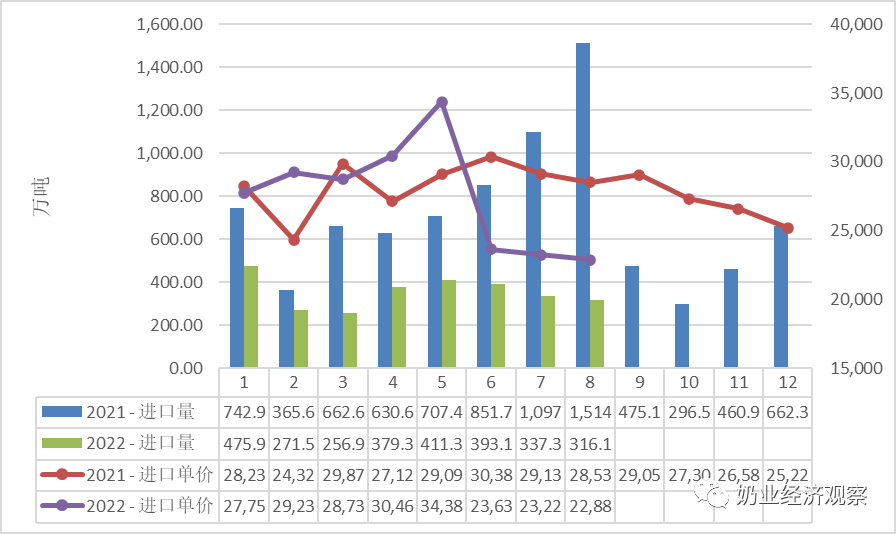 1,600.00 40,000
1,400.00 35,000
1,200.00
1,000.00 30,000
800.00
25,000
600.00
400.00 20,000
200.00
0.00 15,000
万吨
1 2 3 4 5 6 7 8 9 10 11 12
2021 - 进口量 742.9 365.6 662.6 630.6 707.4 851.7 1,097 1,514 475.1 296.5 460.9 662.3
2022 - 进口量 475.9 271.5 256.9 379.3 411.3 393.1 337.3 316.1
2021 - 进口单价 28,23 24,32 29,87 27,12 29,09 30,38 29,13 28,53 29,05 27,30 26,58 25,22
2022 - 进口单价 27,75 29,23 28,73 30,46 34,38 23,63 23,22 22,88
奶业经济观察